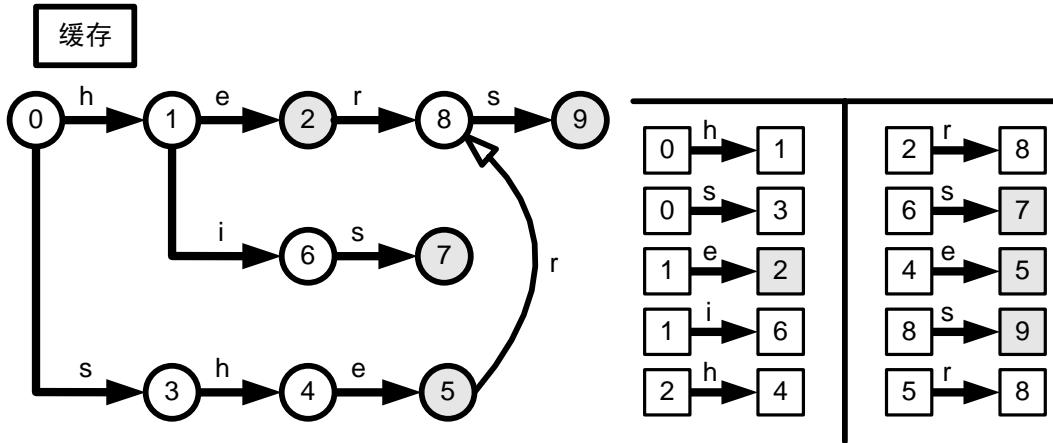 缓存
0 h 1 e 2 r 8 s 9
i 6 s 7
r
s 3 h 4 e 5
0 h 1
0 s 3
1 e 2
1 i 6
2 h 4
2 r 8
6 s 7
4 e 5
8 s 9
5 r 8